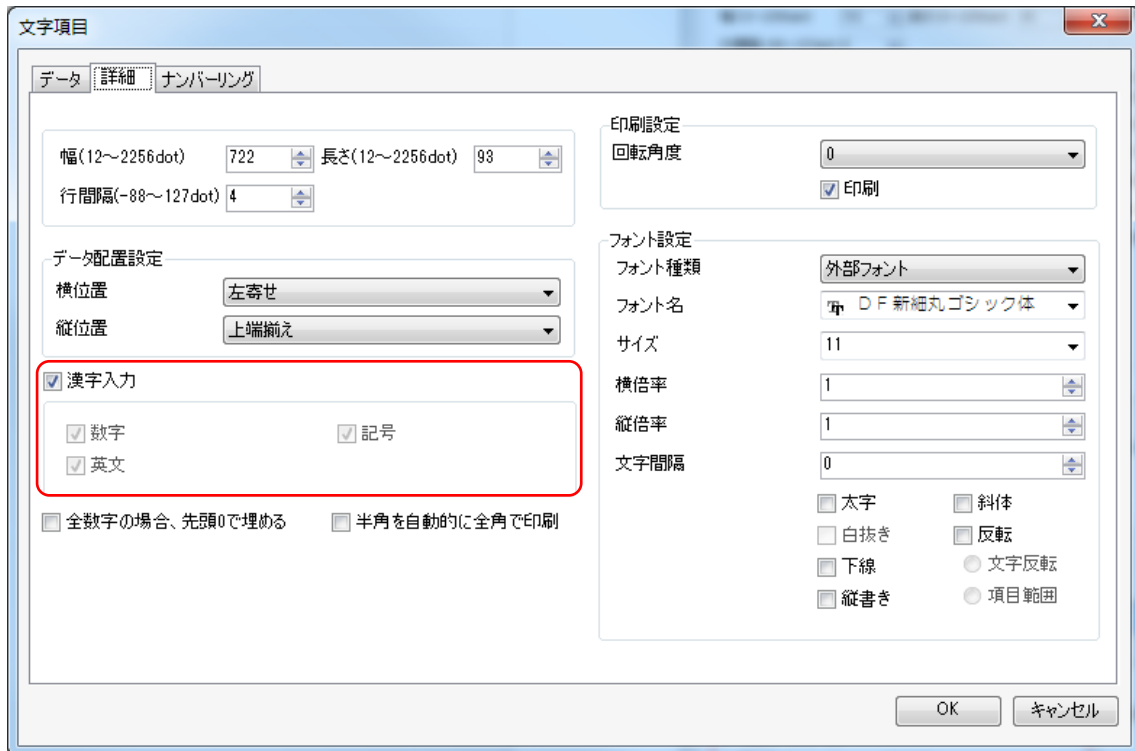 文字項目
データ 詳細 ナンバーリング
幅(12～2256dot) 722 長さ(12～2256dot) 93
行間隔(-88～127dot) 4
データ配置設定
横位置 左寄せ
縦位置 上端揃え
漢字入力
数字 記号
英文
全数字の場合、先頭0で埋める 半角を自動的に全角で印刷
印刷設定
回転角度 0
印刷
フォント設定
フォント種類 外部フォント
フォント名 ＤＦ新細丸ゴシック体
サイズ 11
横倍率 1
縦倍率 1
文字間隔 0
太字 斜体
白抜き 反転
下線 文字反転
縦書き 項目範囲
OK キャンセル